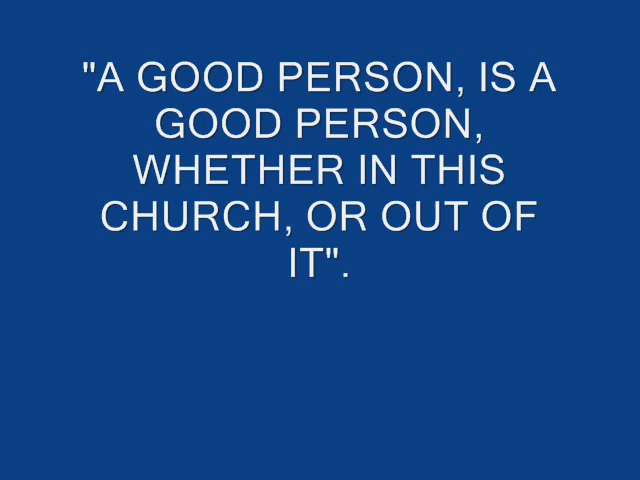 "A GOOD PERSON, IS A
GOOD PERSON,
WHETHER IN THIS
CHURCH, OR OUT OF
IT".